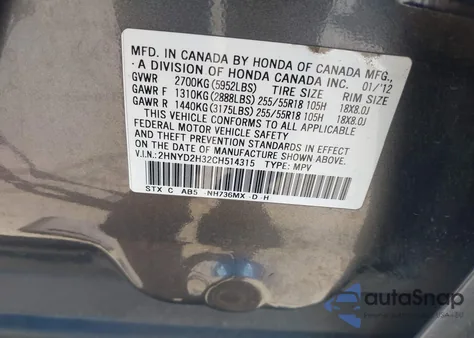 MFD. IN CANADA BY HONDA OF CANADA MFG.,
A DIVISION OF HONDA CANADA INC. 01/'12
GVWR 2700KG(5952LBS) TIRE SIZE RIM SIZE
GAWR F 1310KG(2888LBS) 255/55R18 105H 18X8.0J
GAWR R 1440KG(3175LBS) 255/55R18 105H 18X8.0J
THIS VEHICLE CONFORMS TO ALL APPLICABLE
FEDERAL MOTOR VEHICLE SAFETY AND
THEFT PREVENTION STANDARDS IN EFFECT ON
THE DATE OF MANUFACTURE SHOWN ABOVE.
V.I.N.:2HNYD2H32CH514315 TYPE: MPV
STX C AB5 -NH736MX -D -H
autoSnap